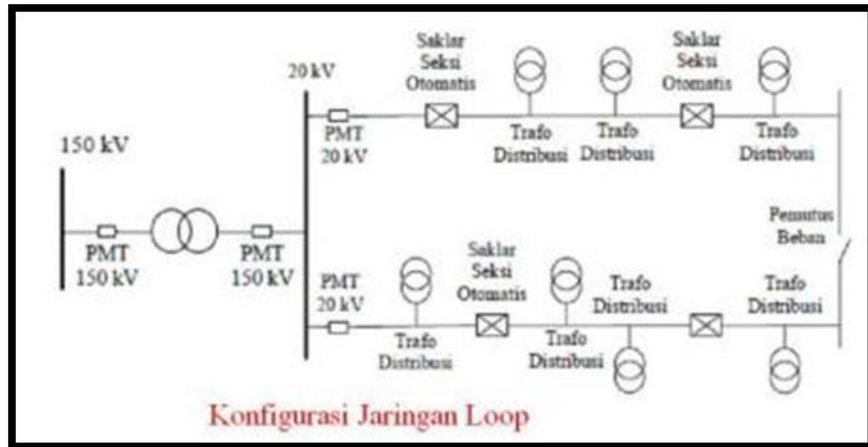 150 kV
PMT
150 kV
PMT
150 kV
20 kV
PMT
20 kV
Saklar
Seksi
Otomatis
Trafo
Distribusi
Trafo
Distribusi
Saklar
Seksi
Otomatis
Trafo
Distribusi
Pemutus
Beban
PMT
20 kV
Trafo
Distribusi
Saklar
Seksi
Otomatis
Trafo
Distribusi
Trafo
Distribusi
Trafo
Distribusi
Konfigurasi Jaringan Loop